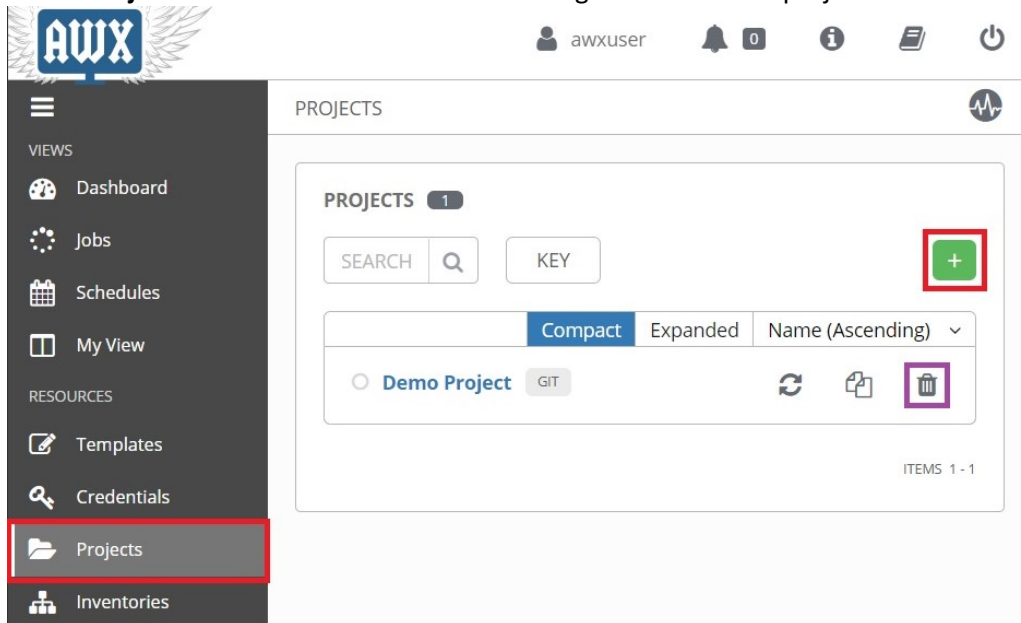 AWX
awxuser 0
PROJECTS
VIEWS
Dashboard
Jobs
Schedules
My View
RESOURCES
Templates
Credentials
Projects
Inventories
PROJECTS 1
SEARCH KEY +
Compact Expanded Name (Ascending)
Demo Project GIT
ITEMS 1 - 1